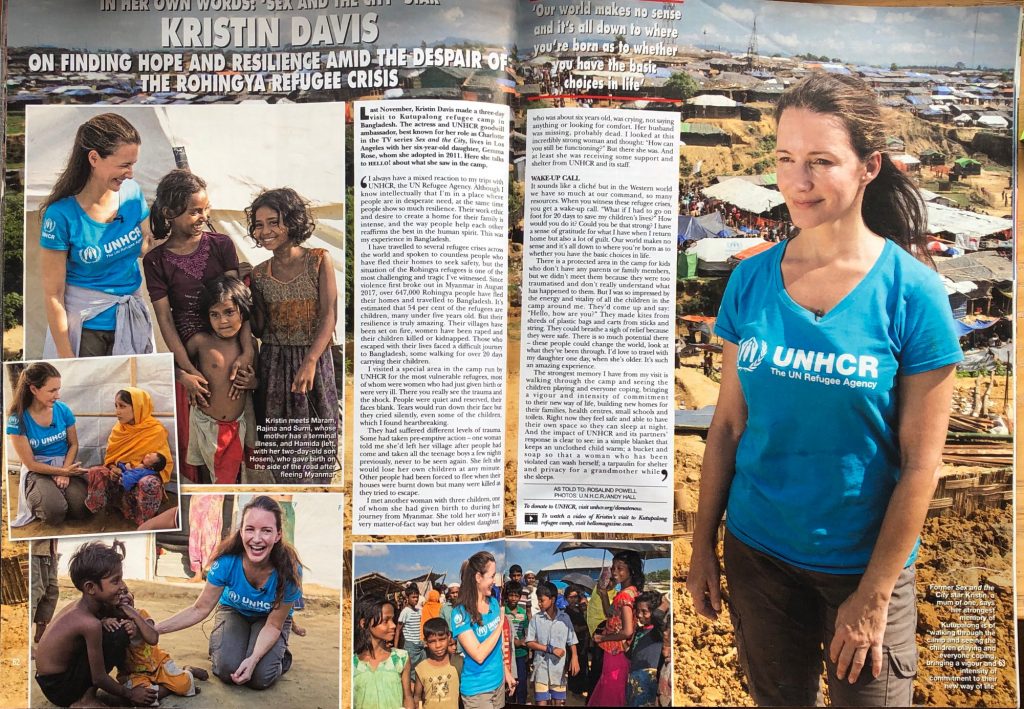 IN HER OWN WORDS: 'SEX AND THE CITY' STAR
KRISTIN DAVIS
ON FINDING HOPE AND RESILIENCE AMID THE DESPAIR OF
THE ROHINGYA REFUGEE CRISIS
'Our world makes no sense
and it's all down to where
you're born as to whether
you have the basic
choices in life'
Last November, Kristin Davis made a three-day
visit to Kutupalong refugee camp in
Bangladesh. The actress and UNHCR goodwill
ambassador, best known for her role as Charlotte
in the TV series Sex and the City, lives in Los
Angeles with her six-year-old daughter, Gemma
Rose, whom she adopted in 2011. Here she talks
to HELLO! about what she saw in the camp.
'I always have a mixed reaction to my trips with
UNHCR, the UN Refugee Agency. Although I
know intellectually that I'm in a place where
people are in desperate need, at the same time
people show so much resilience. Their work ethic
and desire to create a home for their family is
intense, and the way people help each other
reaffirms the best in the human spirit. This was
my experience in Bangladesh.
I have travelled to several refugee crises across
the world and spoken to countless people who
have fled their homes to seek safety, but the
situation of the Rohingya refugees is one of the
most challenging and tragic I've witnessed. Since
violence first broke out in Myanmar in August
2017, over 647,000 Rohingya people have fled
their homes and travelled to Bangladesh. It's
estimated that 54 per cent of the refugees are
children, many under five years old. But their
resilience is truly amazing. Their villages have
been set on fire, women have been raped and
their children killed or kidnapped. Those who
escaped with their lives faced a difficult journey
to Bangladesh, some walking for over 20 days
carrying their children.
I visited a special area in the camp run by
UNHCR for the most vulnerable refugees, most
of whom were women who had just given birth or
were very ill. There you really see the trauma and
the shock. People were quiet and reserved, their
faces blank. Tears would run down their face but
they cried silently, even some of the children,
which I found heartbreaking.
They had suffered different levels of trauma.
Some had taken pre-emptive action – one woman
told me she'd left her village after people had
come and taken all the teenage boys a few nights
previously, never to be seen again. She felt she
would lose her own children at any minute.
Other people had been forced to flee when their
houses were burnt down but many were killed as
they tried to escape.
I met another woman with three children, one
of whom she had given birth to during her
journey from Myanmar. She told her story in a
very matter-of-fact way but her oldest daughter,
who was about six years old, was crying, not saying
anything or looking for comfort. Her husband
was missing, probably dead. I looked at this
incredibly strong woman and thought: "How can
you still be functioning?" But there she was. And
at least she was receiving some support and
shelter from UNHCR and its staff.
WAKE-UP CALL
It sounds like a cliché but in the Western world
we have so much at our command, so many
resources. When you witness these refugee crises,
you get a wake-up call. "What if I had to go on
foot for 20 days to save my children's lives? How
would you do it? Could you be that strong? I have
a sense of gratitude for what I have when I return
home but also a lot of guilt. Our world makes no
sense and it's all down to where you're born as to
whether you have the basic choices in life.
There is a protected area in the camp for kids
who don't have any parents or family members,
but we didn't meet them because they were too
traumatised and don't really understand what
has happened to them. But I was so impressed by
the energy and vitality of all the children in the
camp around me. They'd come up and say:
"Hello, how are you?" They made kites from
shreds of plastic bags and carts from sticks and
string. They could breathe a sigh of relief because
they were safe. There is so much potential there
– these people could change the world, look at
what they've been through. I'd love to travel with
my daughter one day, when she's older. It's such
an amazing experience.
The strongest memory I have from my visit is
walking through the camp and seeing the
children playing and everyone coping, bringing
a vigour and intensity of commitment
to their new way of life, building new homes for
their families, health centres, small schools and
toilets. Right now they feel safe and able to have
their own space so they can sleep at night.
And the impact of UNHCR and its partners'
response is clear to see: in a simple blanket that
keeps an unclothed child warm; a bucket and
soap so that a woman who has been
violated can wash herself; a tarpaulin for shelter
and privacy for a grandmother while
she sleeps.'
AS TOLD TO: ROSALIND POWELL
PHOTOS: U.N.H.C.R./ANDY HALL
To donate to UNHCR, visit unhcr.org/donatenow.
To watch a video of Kristin's visit to Kutupalong
refugee camp, visit hellomagazine.com.
Kristin meets Maram,
Rajina and Surni, whose
mother has a terminal
illness, and Hamida (left,
with her two-day-old son
Hosen), who gave birth on
the side of the road after
fleeing Myanmar
UNHCR
UNHCR
The UN Refugee Agency
Former Sex and the
City star Kristin, a
mum of one, says
her strongest
memory of
Kutupalong is of
"walking through the
camp and seeing the
children playing and
everyone coping,
bringing a vigour and
intensity of
commitment to their
new way of life"
62
63